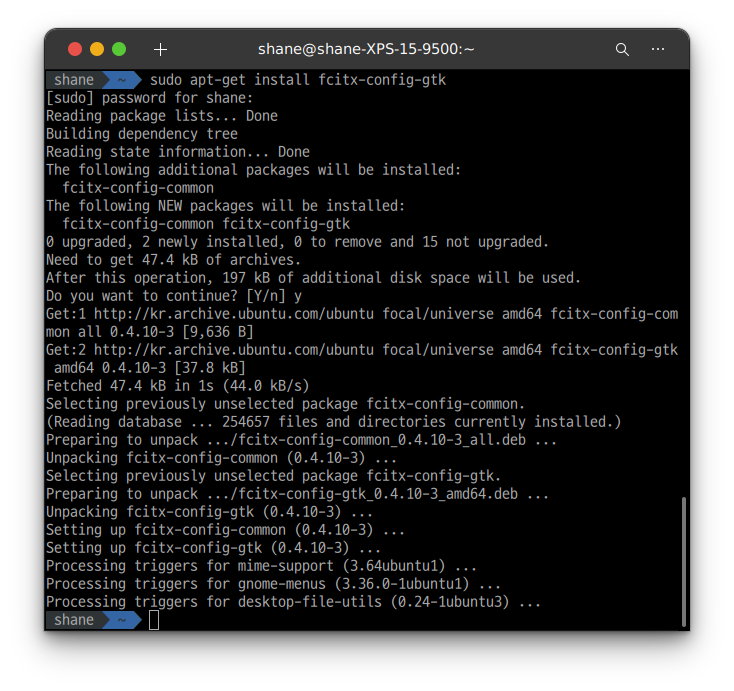 shane@shane-XPS-15-9500:~
shane ~ sudo apt-get install fcitx-config-gtk
[sudo] password for shane:
Reading package lists... Done
Building dependency tree
Reading state information... Done
The following additional packages will be installed:
  fcitx-config-common
The following NEW packages will be installed:
  fcitx-config-common fcitx-config-gtk
0 upgraded, 2 newly installed, 0 to remove and 15 not upgraded.
Need to get 47.4 kB of archives.
After this operation, 197 kB of additional disk space will be used.
Do you want to continue? [Y/n] y
Get:1 http://kr.archive.ubuntu.com/ubuntu focal/universe amd64 fcitx-config-com
mon all 0.4.10-3 [9,636 B]
Get:2 http://kr.archive.ubuntu.com/ubuntu focal/universe amd64 fcitx-config-gtk
 amd64 0.4.10-3 [37.8 kB]
Fetched 47.4 kB in 1s (44.0 kB/s)
Selecting previously unselected package fcitx-config-common.
(Reading database ... 254657 files and directories currently installed.)
Preparing to unpack .../fcitx-config-common_0.4.10-3_all.deb ...
Unpacking fcitx-config-common (0.4.10-3) ...
Selecting previously unselected package fcitx-config-gtk.
Preparing to unpack .../fcitx-config-gtk_0.4.10-3_amd64.deb ...
Unpacking fcitx-config-gtk (0.4.10-3) ...
Setting up fcitx-config-common (0.4.10-3) ...
Setting up fcitx-config-gtk (0.4.10-3) ...
Processing triggers for mime-support (3.64ubuntu1) ...
Processing triggers for gnome-menus (3.36.0-1ubuntu1) ...
Processing triggers for desktop-file-utils (0.24-1ubuntu3) ...
shane ~